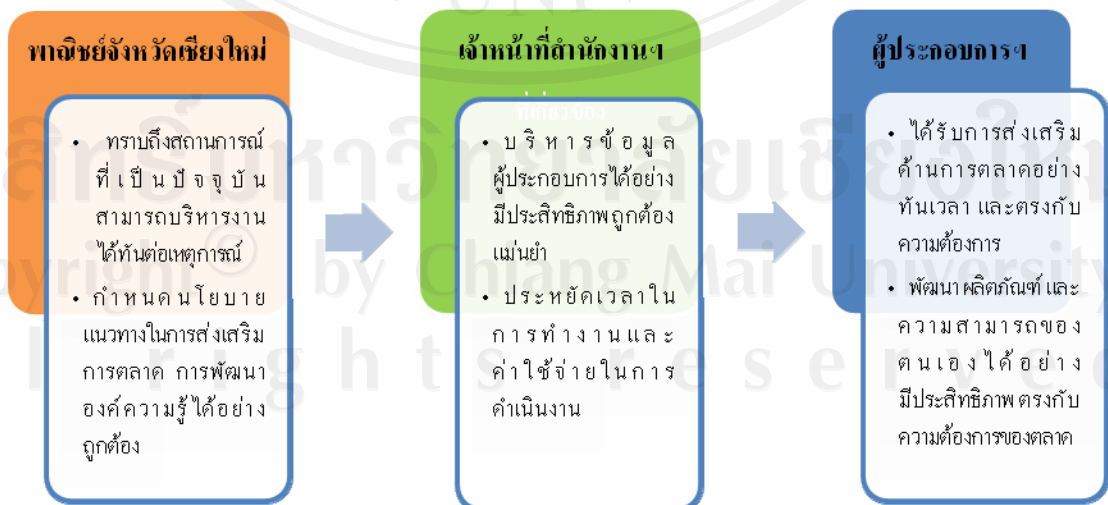 พาณิชย์จังหวัดเชียงใหม่
• ทราบถึงสถานการณ์
ที่เป็นปัจจุบัน
สามารถบริหารงาน
ได้ทันต่อเหตุการณ์
• กำหนดนโยบาย
แนวทางในการส่งเสริม
การตลาด การพัฒนา
องค์ความรู้ได้อย่าง
ถูกต้อง
เจ้าหน้าที่สำนักงานฯ
ที่เกี่ยวข้อง
• บริหารข้อมูล
ผู้ประกอบการได้อย่าง
มีประสิทธิภาพถูกต้อง
แม่นยำ
• ประหยัดเวลาใน
การทำงานและ
ค่าใช้จ่ายในการ
ดำเนินงาน
ผู้ประกอบการฯ
• ได้รับการส่งเสริม
ด้านการตลาดอย่าง
ทันเวลา และตรงกับ
ความต้องการ
• พัฒนาผลิตภัณฑ์ และ
ความสามารถของ
ตนเองได้อย่าง
มีประสิทธิภาพ ตรงกับ
ความต้องการของตลาด
by Chiang Mai University